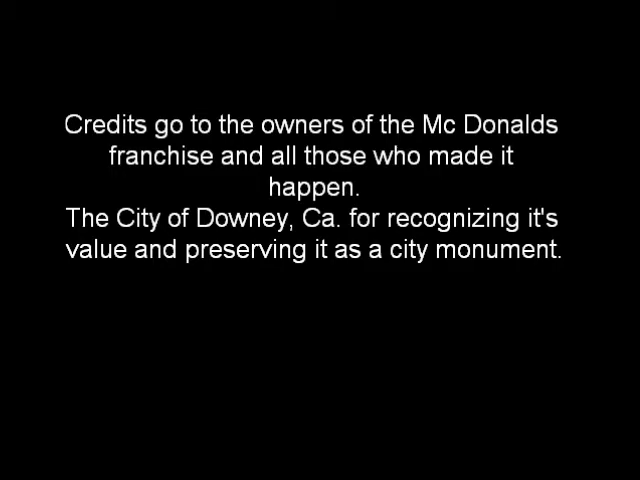 Credits go to the owners of the Mc Donalds
franchise and all those who made it
happen.
The City of Downey, Ca. for recognizing it's
value and preserving it as a city monument.